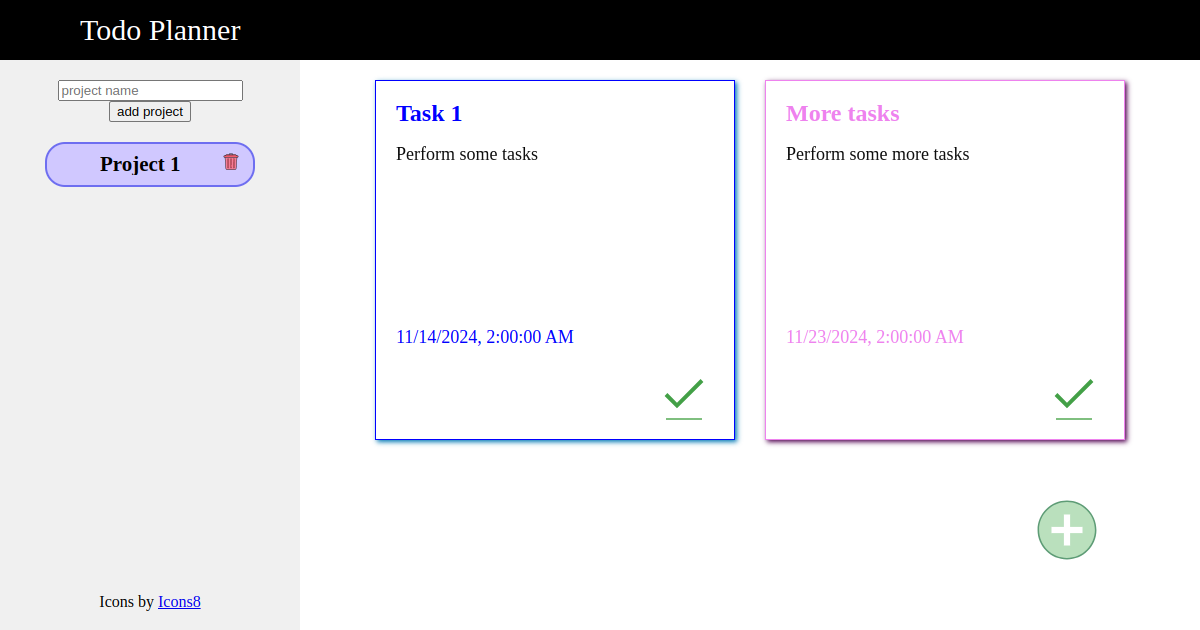 Todo Planner
project name
add project
Project 1
Icons by Icons8
Task 1
Perform some tasks
11/14/2024, 2:00:00 AM
More tasks
Perform some more tasks
11/23/2024, 2:00:00 AM